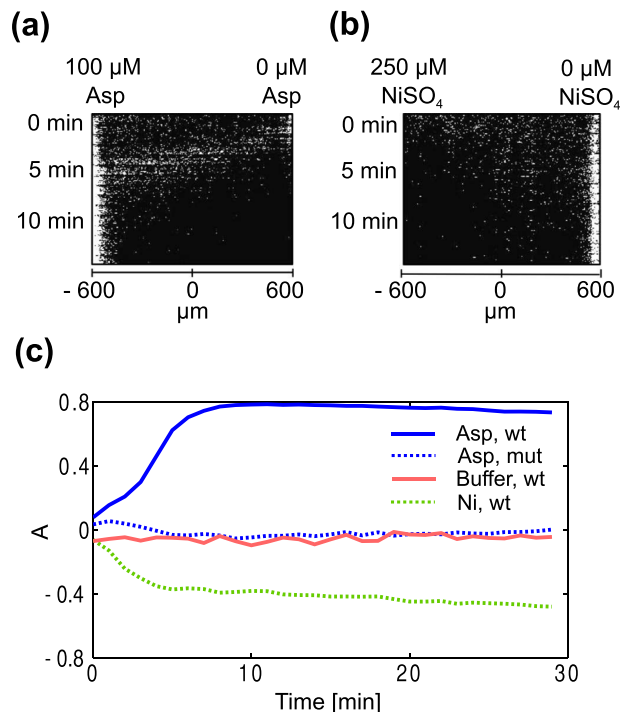 (a)
(b)
100 µM
0 µM
Asp
Asp
250 µM
0 µM
NiSO4
NiSO4
0 min
5 min
10 min
0 min
5 min
10 min
- 600
0
600
µm
- 600
0
600
µm
(c)
0.8
0.4
0
- 0.4
- 0.8
A
Asp, wt
Asp, mut
Buffer, wt
Ni, wt
0
10
20
30
Time [min]